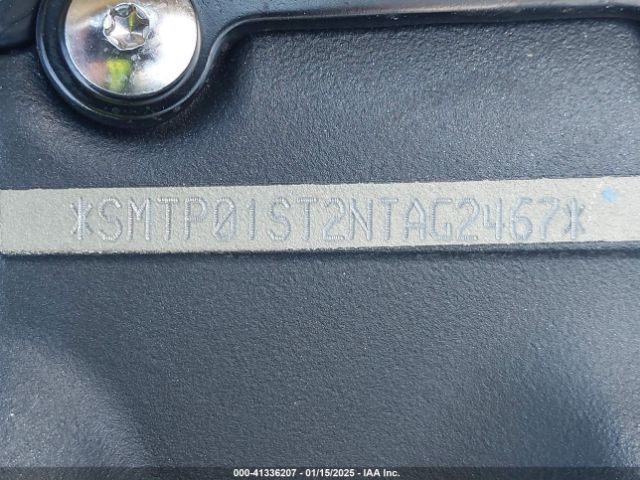 *SMTP01ST2NTAG2467*
000-41336207 - 01/15/2025 - IAA Inc.